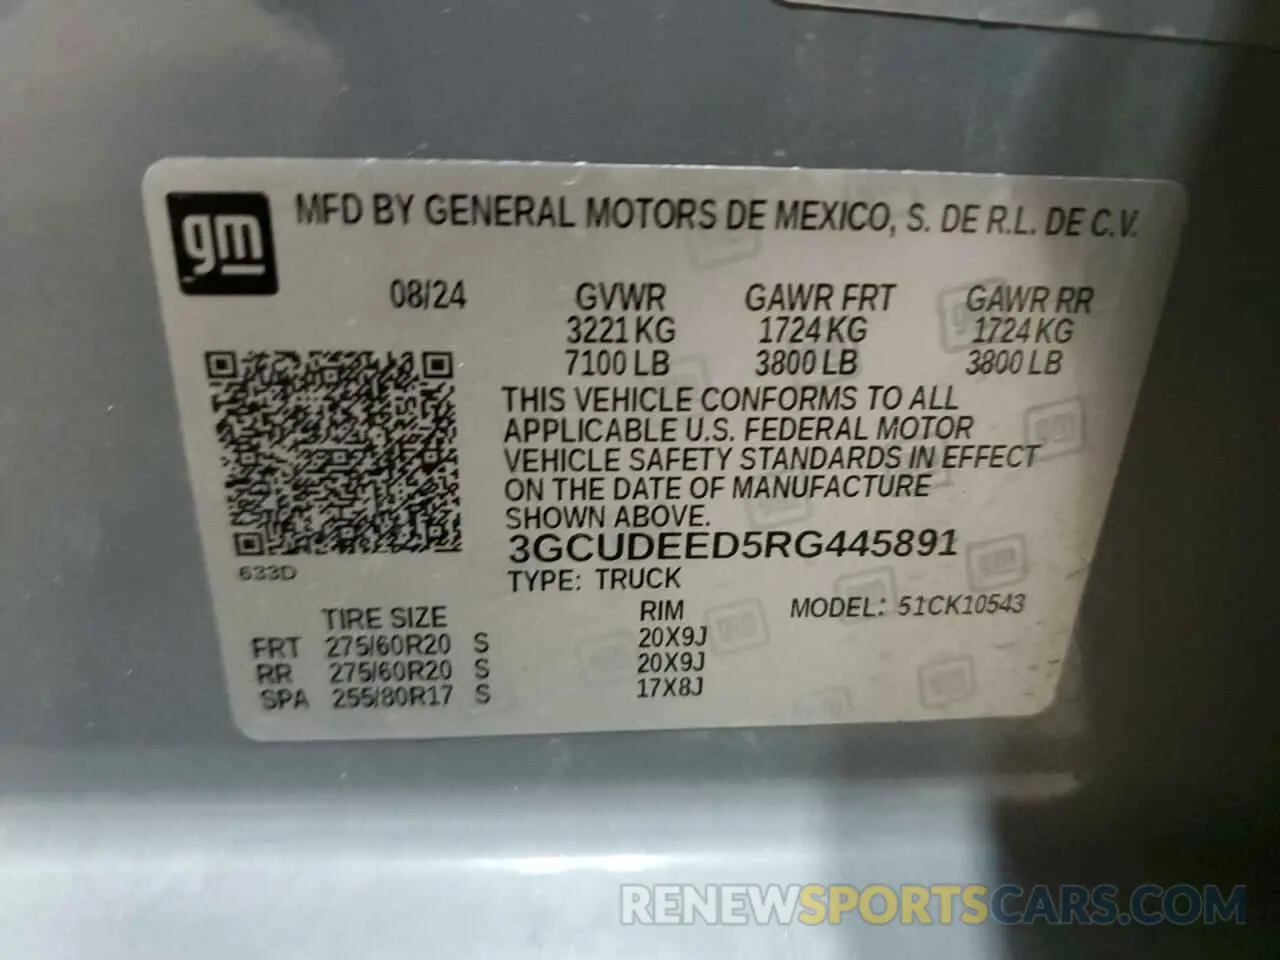 gm
MFD BY GENERAL MOTORS DE MEXICO, S. DE R.L. DE C.V.
08/24 GVWR GAWR FRT GAWR RR
3221 KG 1724 KG 1724 KG
7100 LB 3800 LB 3800 LB
THIS VEHICLE CONFORMS TO ALL
APPLICABLE U.S. FEDERAL MOTOR
VEHICLE SAFETY STANDARDS IN EFFECT
ON THE DATE OF MANUFACTURE
SHOWN ABOVE.
3GCUDEED5RG445891
633D
TYPE: TRUCK
TIRE SIZE RIM MODEL: 51CK10543
FRT 275/60R20 S 20X9J
RR 275/60R20 S 20X9J
SPA 255/80R17 S 17X8J
RENEWSPORTSCARS.COM